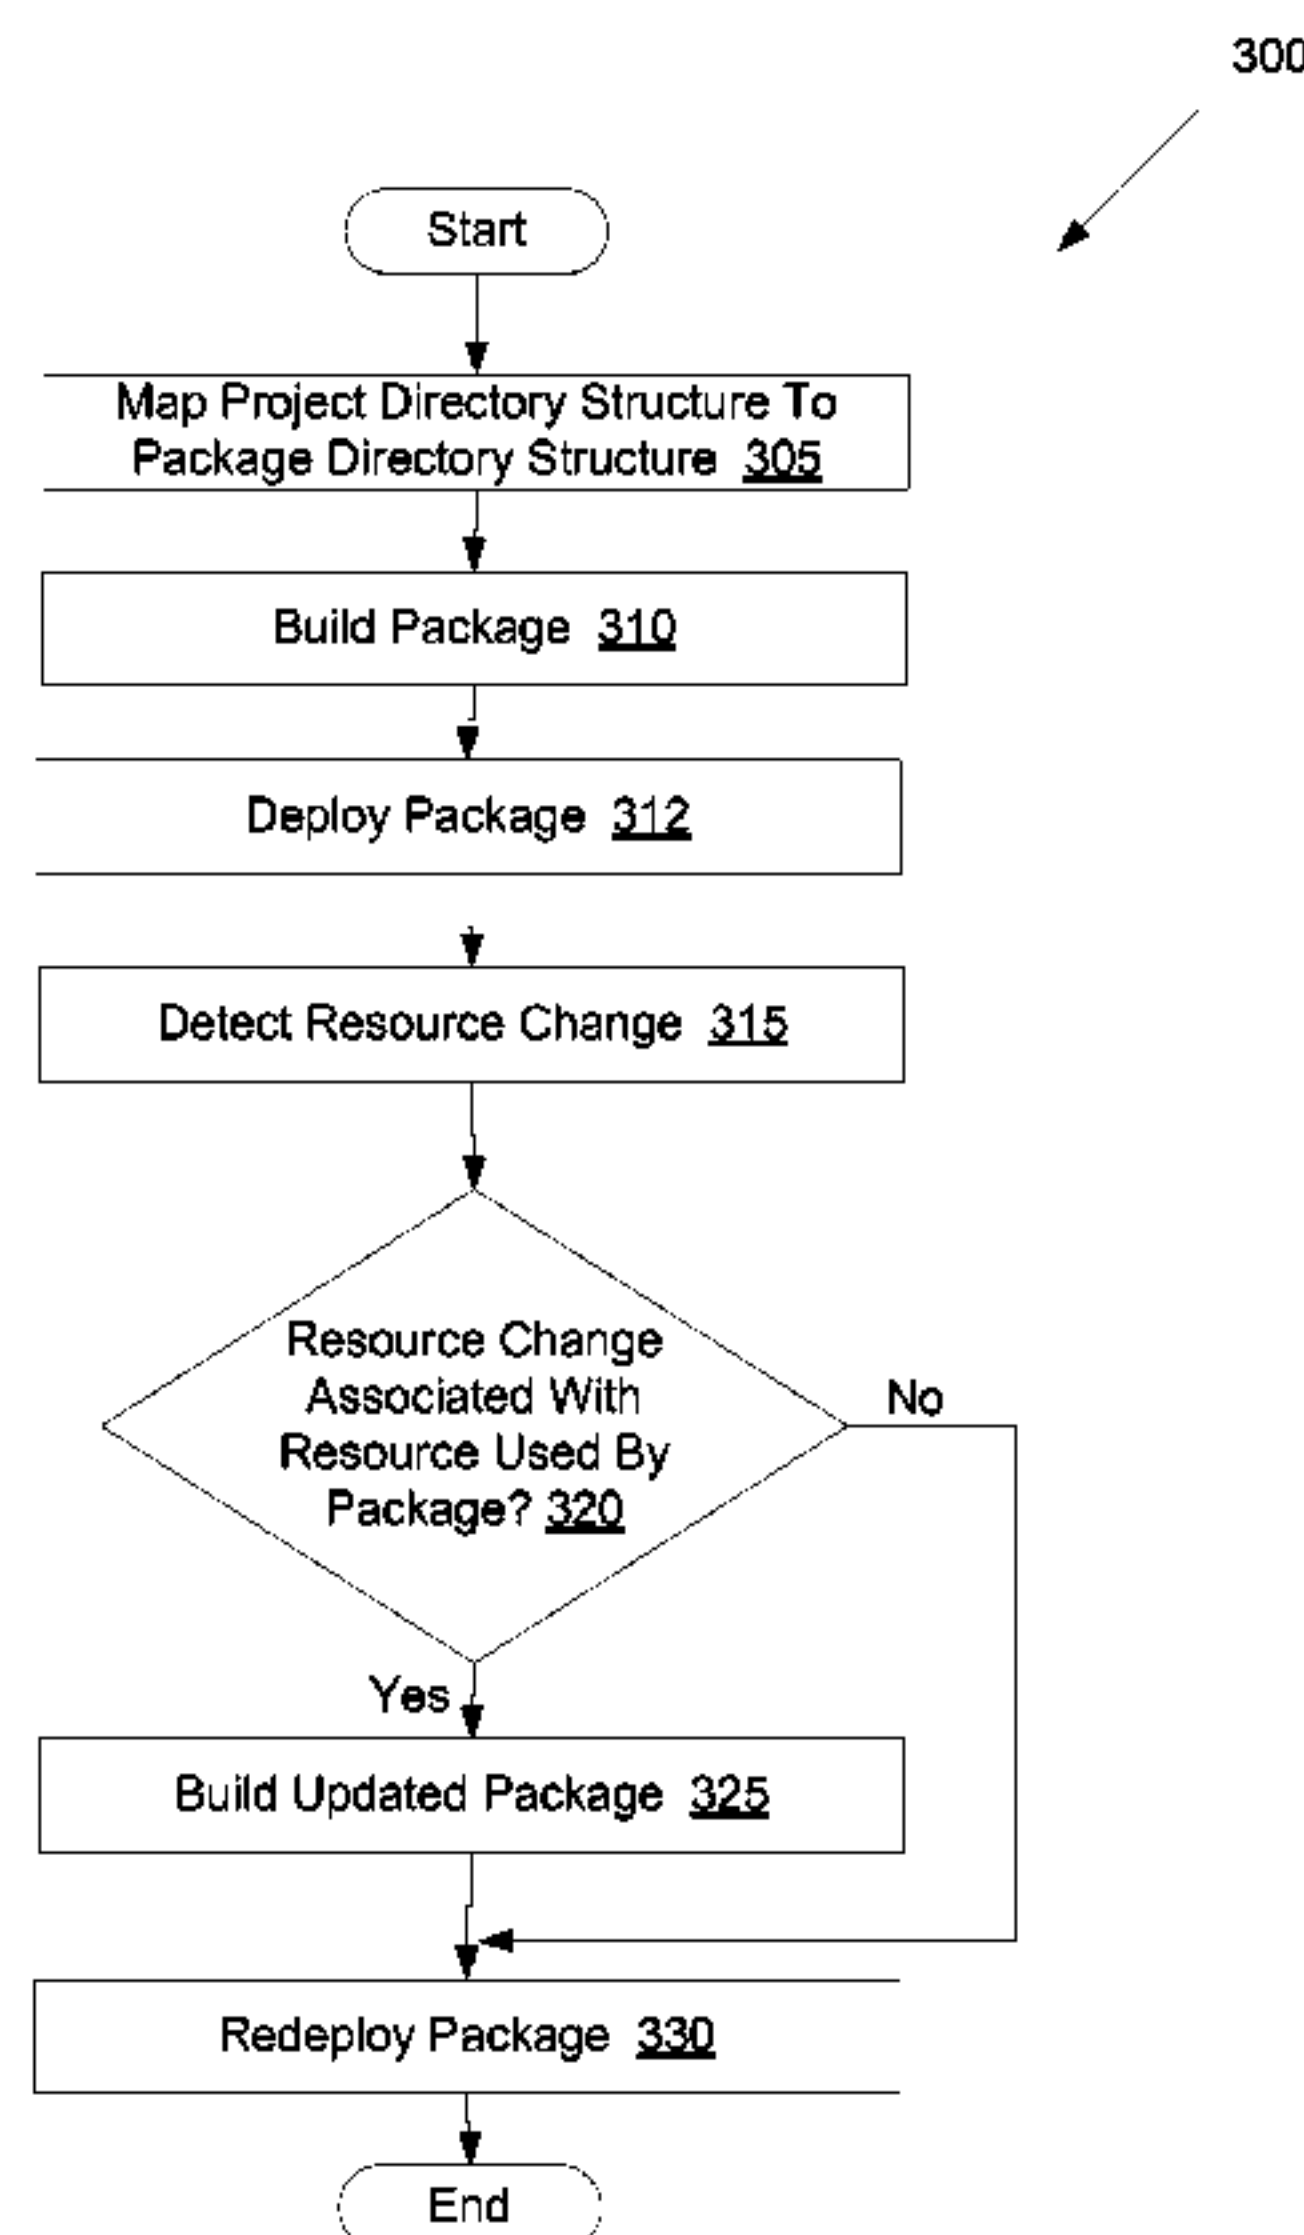 300
Start
Map Project Directory Structure To
Package Directory Structure 305
Build Package 310
Deploy Package 312
Detect Resource Change 315
Resource Change
Associated With
Resource Used By
Package? 320
No
Yes
Build Updated Package 325
Redeploy Package 330
End